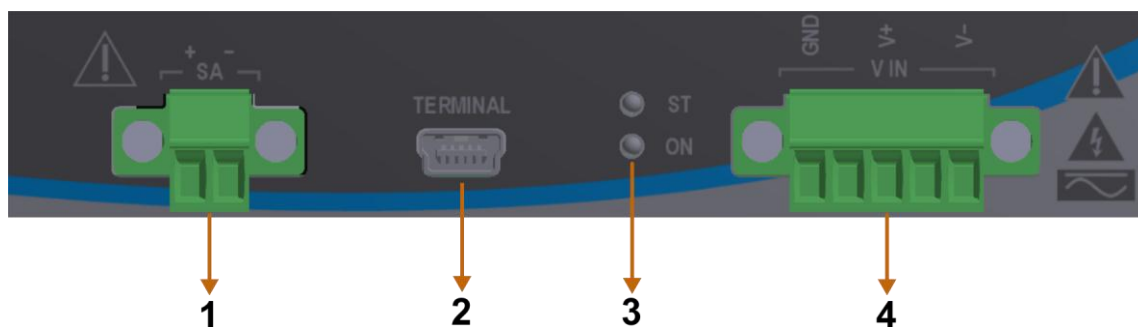 GND V+ V-
+ -
SA
V IN
TERMINAL
ST
ON
1 2 3 4